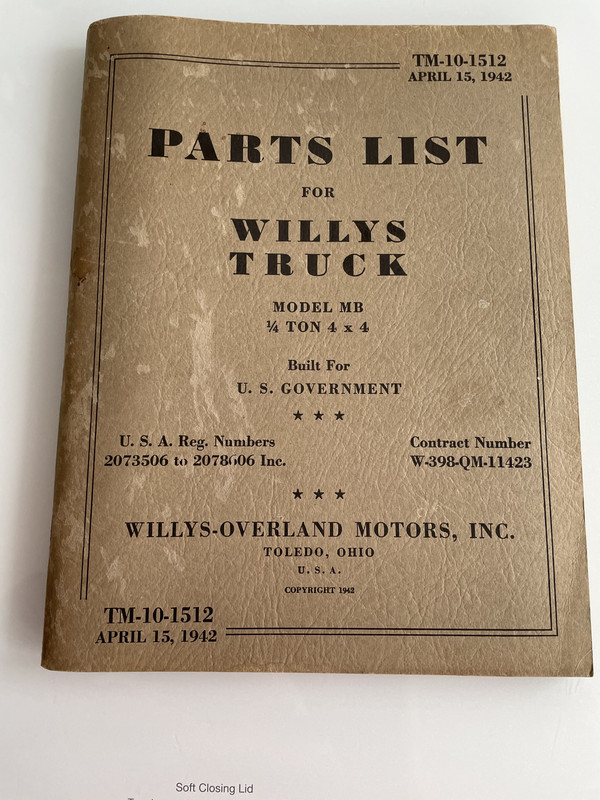 TM-10-1512
APRIL 15, 1942
PARTS LIST
FOR
WILLYS
TRUCK
MODEL MB
¼ TON 4 x 4
Built For
U. S. GOVERNMENT
★ ★ ★
U. S. A. Reg. Numbers
2073506 to 2078606 Inc.
Contract Number
W-398-QM-11423
★ ★ ★
WILLYS-OVERLAND MOTORS, INC.
TOLEDO, OHIO
U. S. A.
COPYRIGHT 1942
TM-10-1512
APRIL 15, 1942
Soft Closing Lid